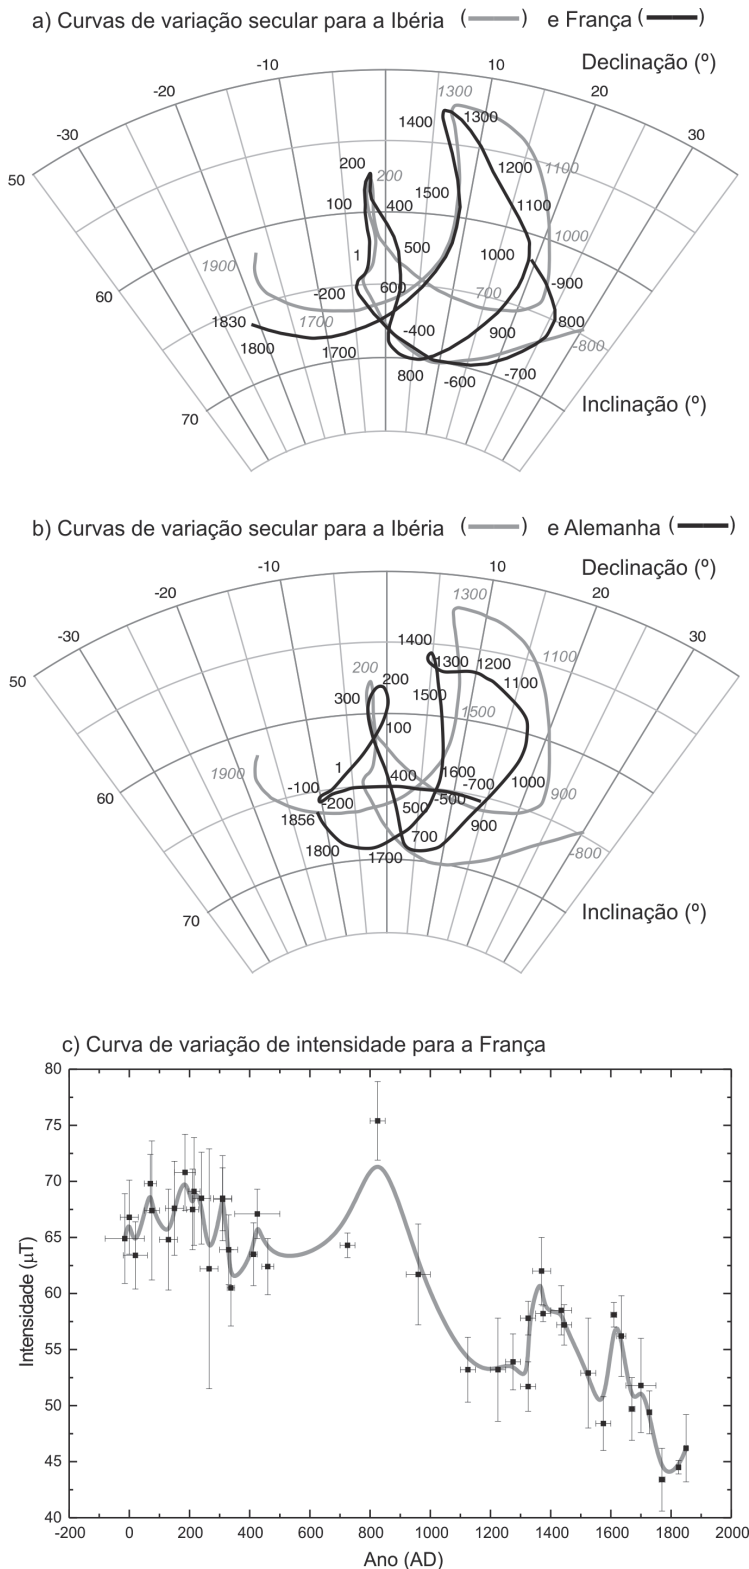 a) Curvas de variação secular para a Ibéria ( ) e França ( )
Declinação (º)
-30 -20 -10 10 20 30
50
60
70
1300
1400 1300
1200 1100
200 200
100 400 1500 1100
1000
1 500 1000
1900
-200 600 700 -900
1830 1700 -400 900 800
1800 1700 -800
800 -600 -700
Inclinação (º)
b) Curvas de variação secular para a Ibéria ( ) e Alemanha ( )
Declinação (º)
-30 -20 -10 10 20 30
50
60
70
1300
1400
1300 1200 1100
200 200 1100
300 1500
100 1500
1900 1 400 1600
-100 -700 1000
-200 -500 900
1856 500 900
700
1800 1700 -800
Inclinação (º)
c) Curva de variação de intensidade para a França
Intensidade (µT)
80
75
70
65
60
55
50
45
40
-200 0 200 400 600 800 1000 1200 1400 1600 1800 2000
Ano (AD)